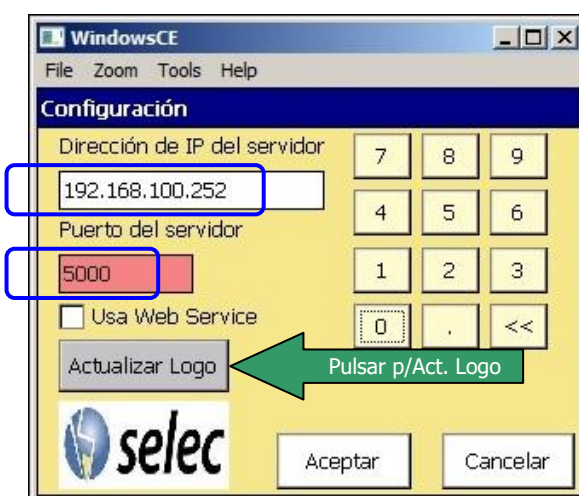 WindowsCE
File Zoom Tools Help
Configuración
Dirección de IP del servidor
192.168.100.252
Puerto del servidor
5000
Usa Web Service
7 8 9
4 5 6
1 2 3
0 . <<
Actualizar Logo
Pulsar p/Act. Logo
selec
Aceptar Cancelar